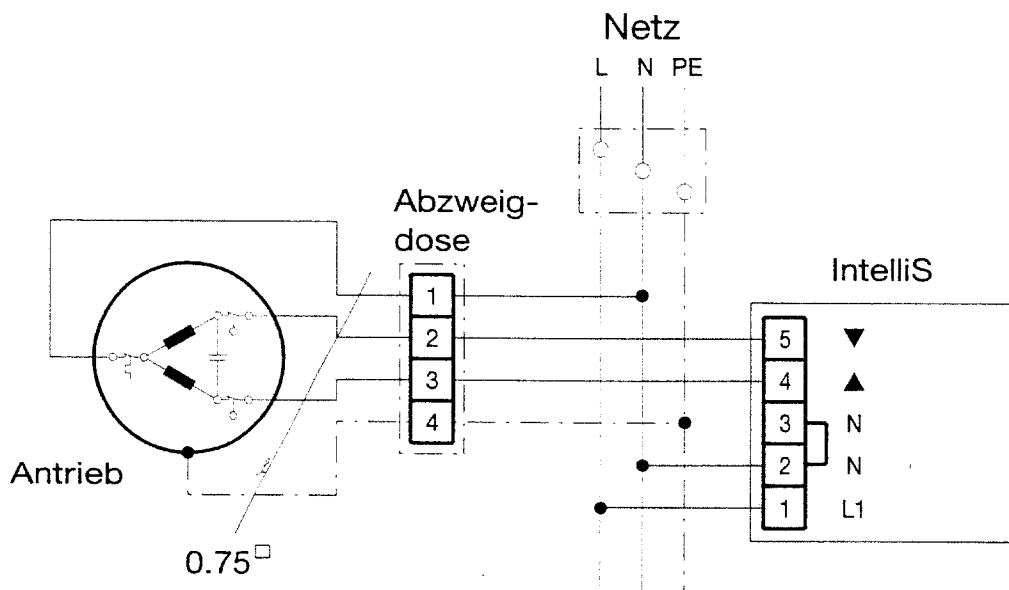 Netz
L N PE
Abzweig-
dose
IntelliS
1
2
3
4
5 ▼
4 ▲
3 N
2 N
1 L1
Antrieb
0.75□